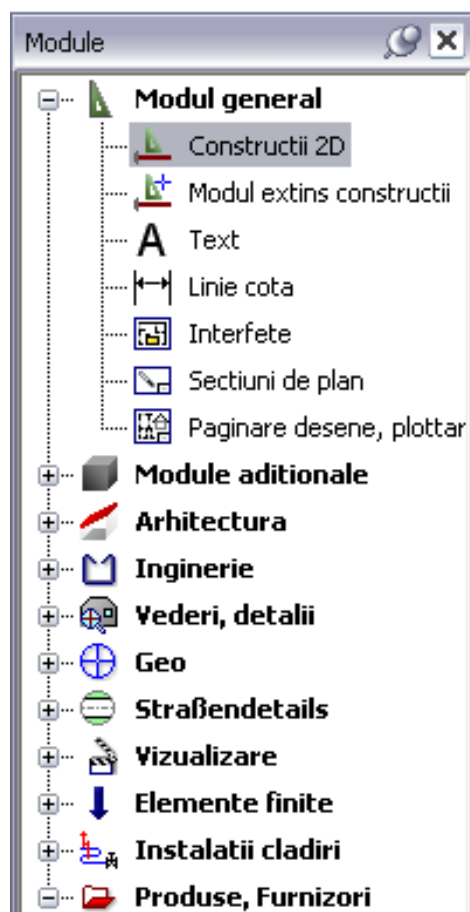 Module
Modul general
Constructii 2D
Modul extins constructii
Text
Linie cota
Interfete
Sectiuni de plan
Paginare desene, plottar
Module aditionale
Arhitectura
Inginerie
Vederi, detalii
Geo
Straßendetails
Vizualizare
Elemente finite
Instalatii cladiri
Produse, Furnizori